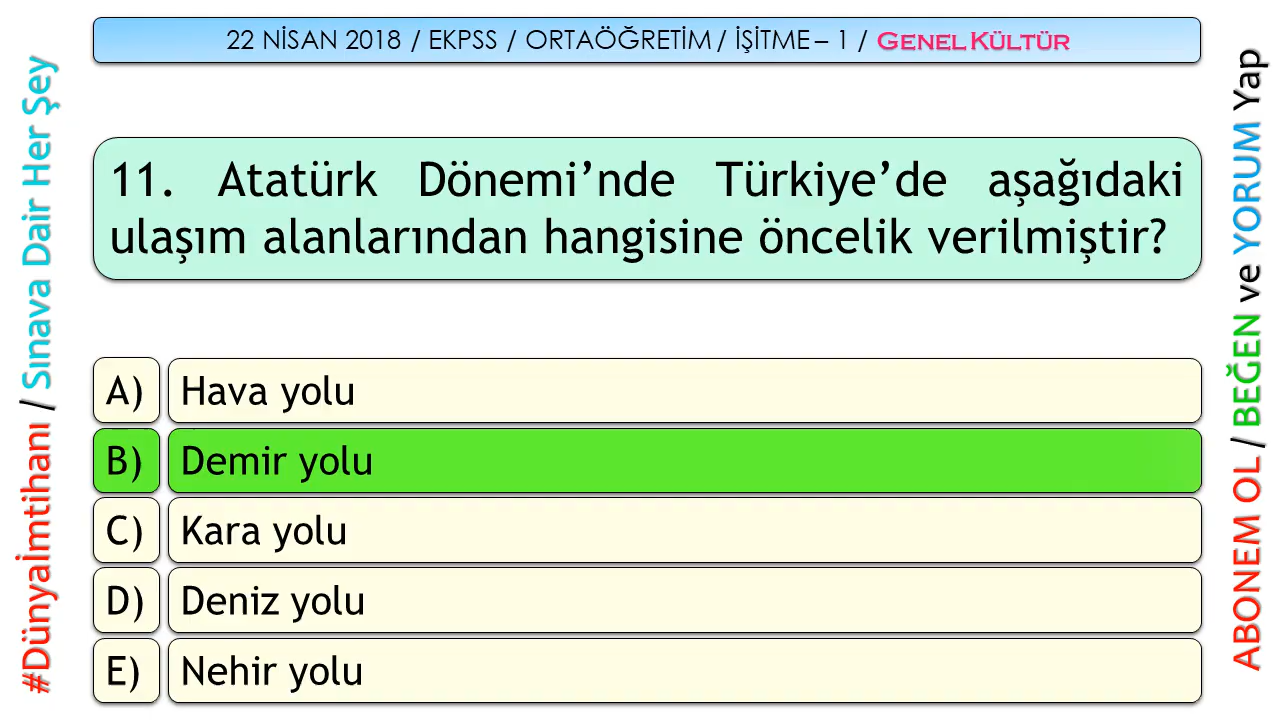 22 NİSAN 2018 / EKPSS / ORTAÖĞRETİM / İŞİTME – 1 / GENEL KÜLTÜR
#Dünyaİmtihanı / Sınava Dair Her Şey
11. Atatürk Dönemi’nde Türkiye’de aşağıdaki
ulaşım alanlarından hangisine öncelik verilmiştir?
A) Hava yolu
B) Demir yolu
C) Kara yolu
D) Deniz yolu
E) Nehir yolu
ABONEM OL / BEĞEN ve YORUM Yap